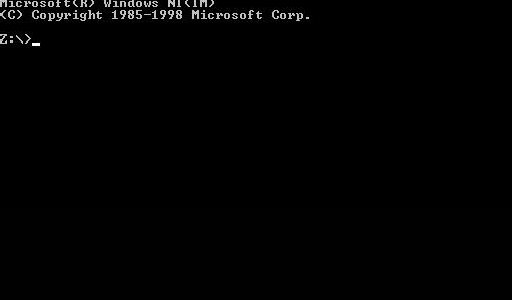 Microsoft(R) Windows NT(TM)
(C) Copyright 1985-1998 Microsoft Corp.
Z:\>